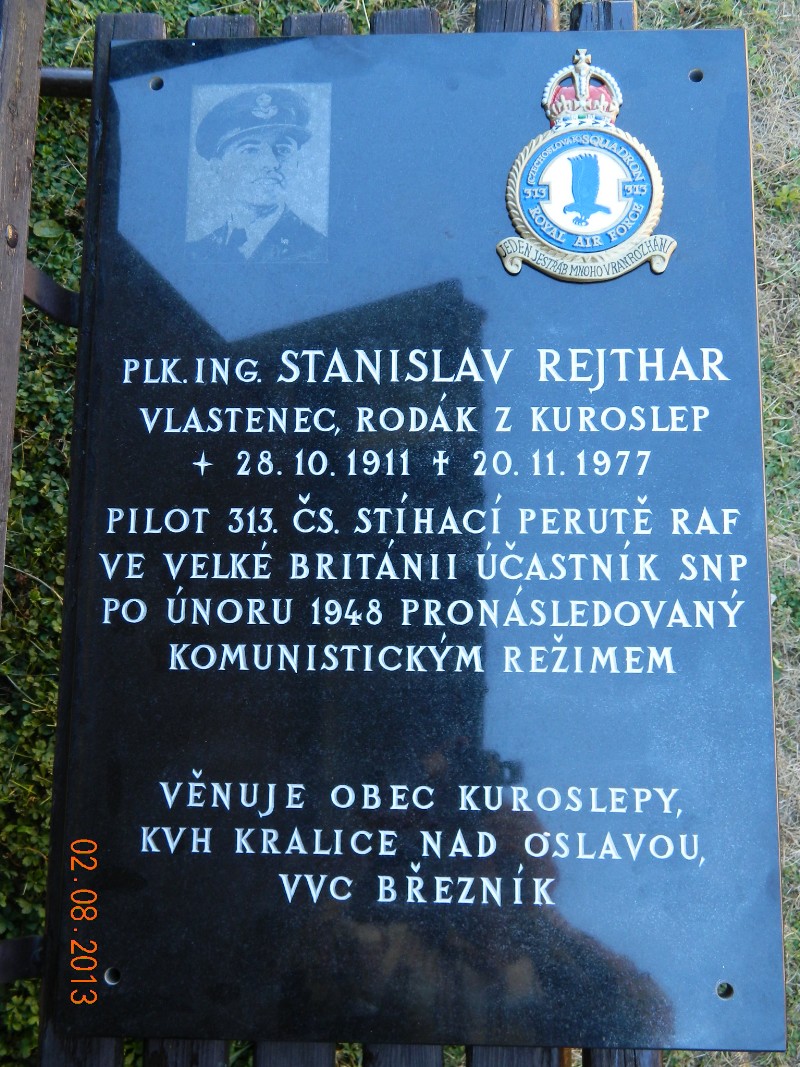 CZECHOSLOVAK SQUADRON
313 313
ROYAL AIR FORCE
JEDEN JESTŘÁB MNOHO VRAN ROZHÁNÍ
PLK. ING. STANISLAV REJTHAR
VLASTENEC, RODÁK Z KUROSLEP
28. 10. 1911 ✝ 20. 11. 1977
PILOT 313. ČS. STÍHACÍ PERUTĚ RAF
VE VELKÉ BRITÁNII ÚČASTNÍK SNP
PO ÚNORU 1948 PRONÁSLEDOVANÝ
KOMUNISTICKÝM REŽIMEM
VĚNUJE OBEC KUROSLEPY,
KVH KRALICE NAD OSLAVOU,
VVC BŘEZNÍK
02.08.2013